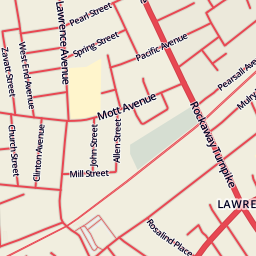 Pearl Street
Lawrence Avenue
Spring Street
West End Avenue
Zavatt Street
Pacific Avenue
Pearsall Av
Mott Avenue
Rockaway Turnpike
Church Street
Clinton Avenue
John Street
Allen Street
Mill Street
LAWRE
Rosalind Place